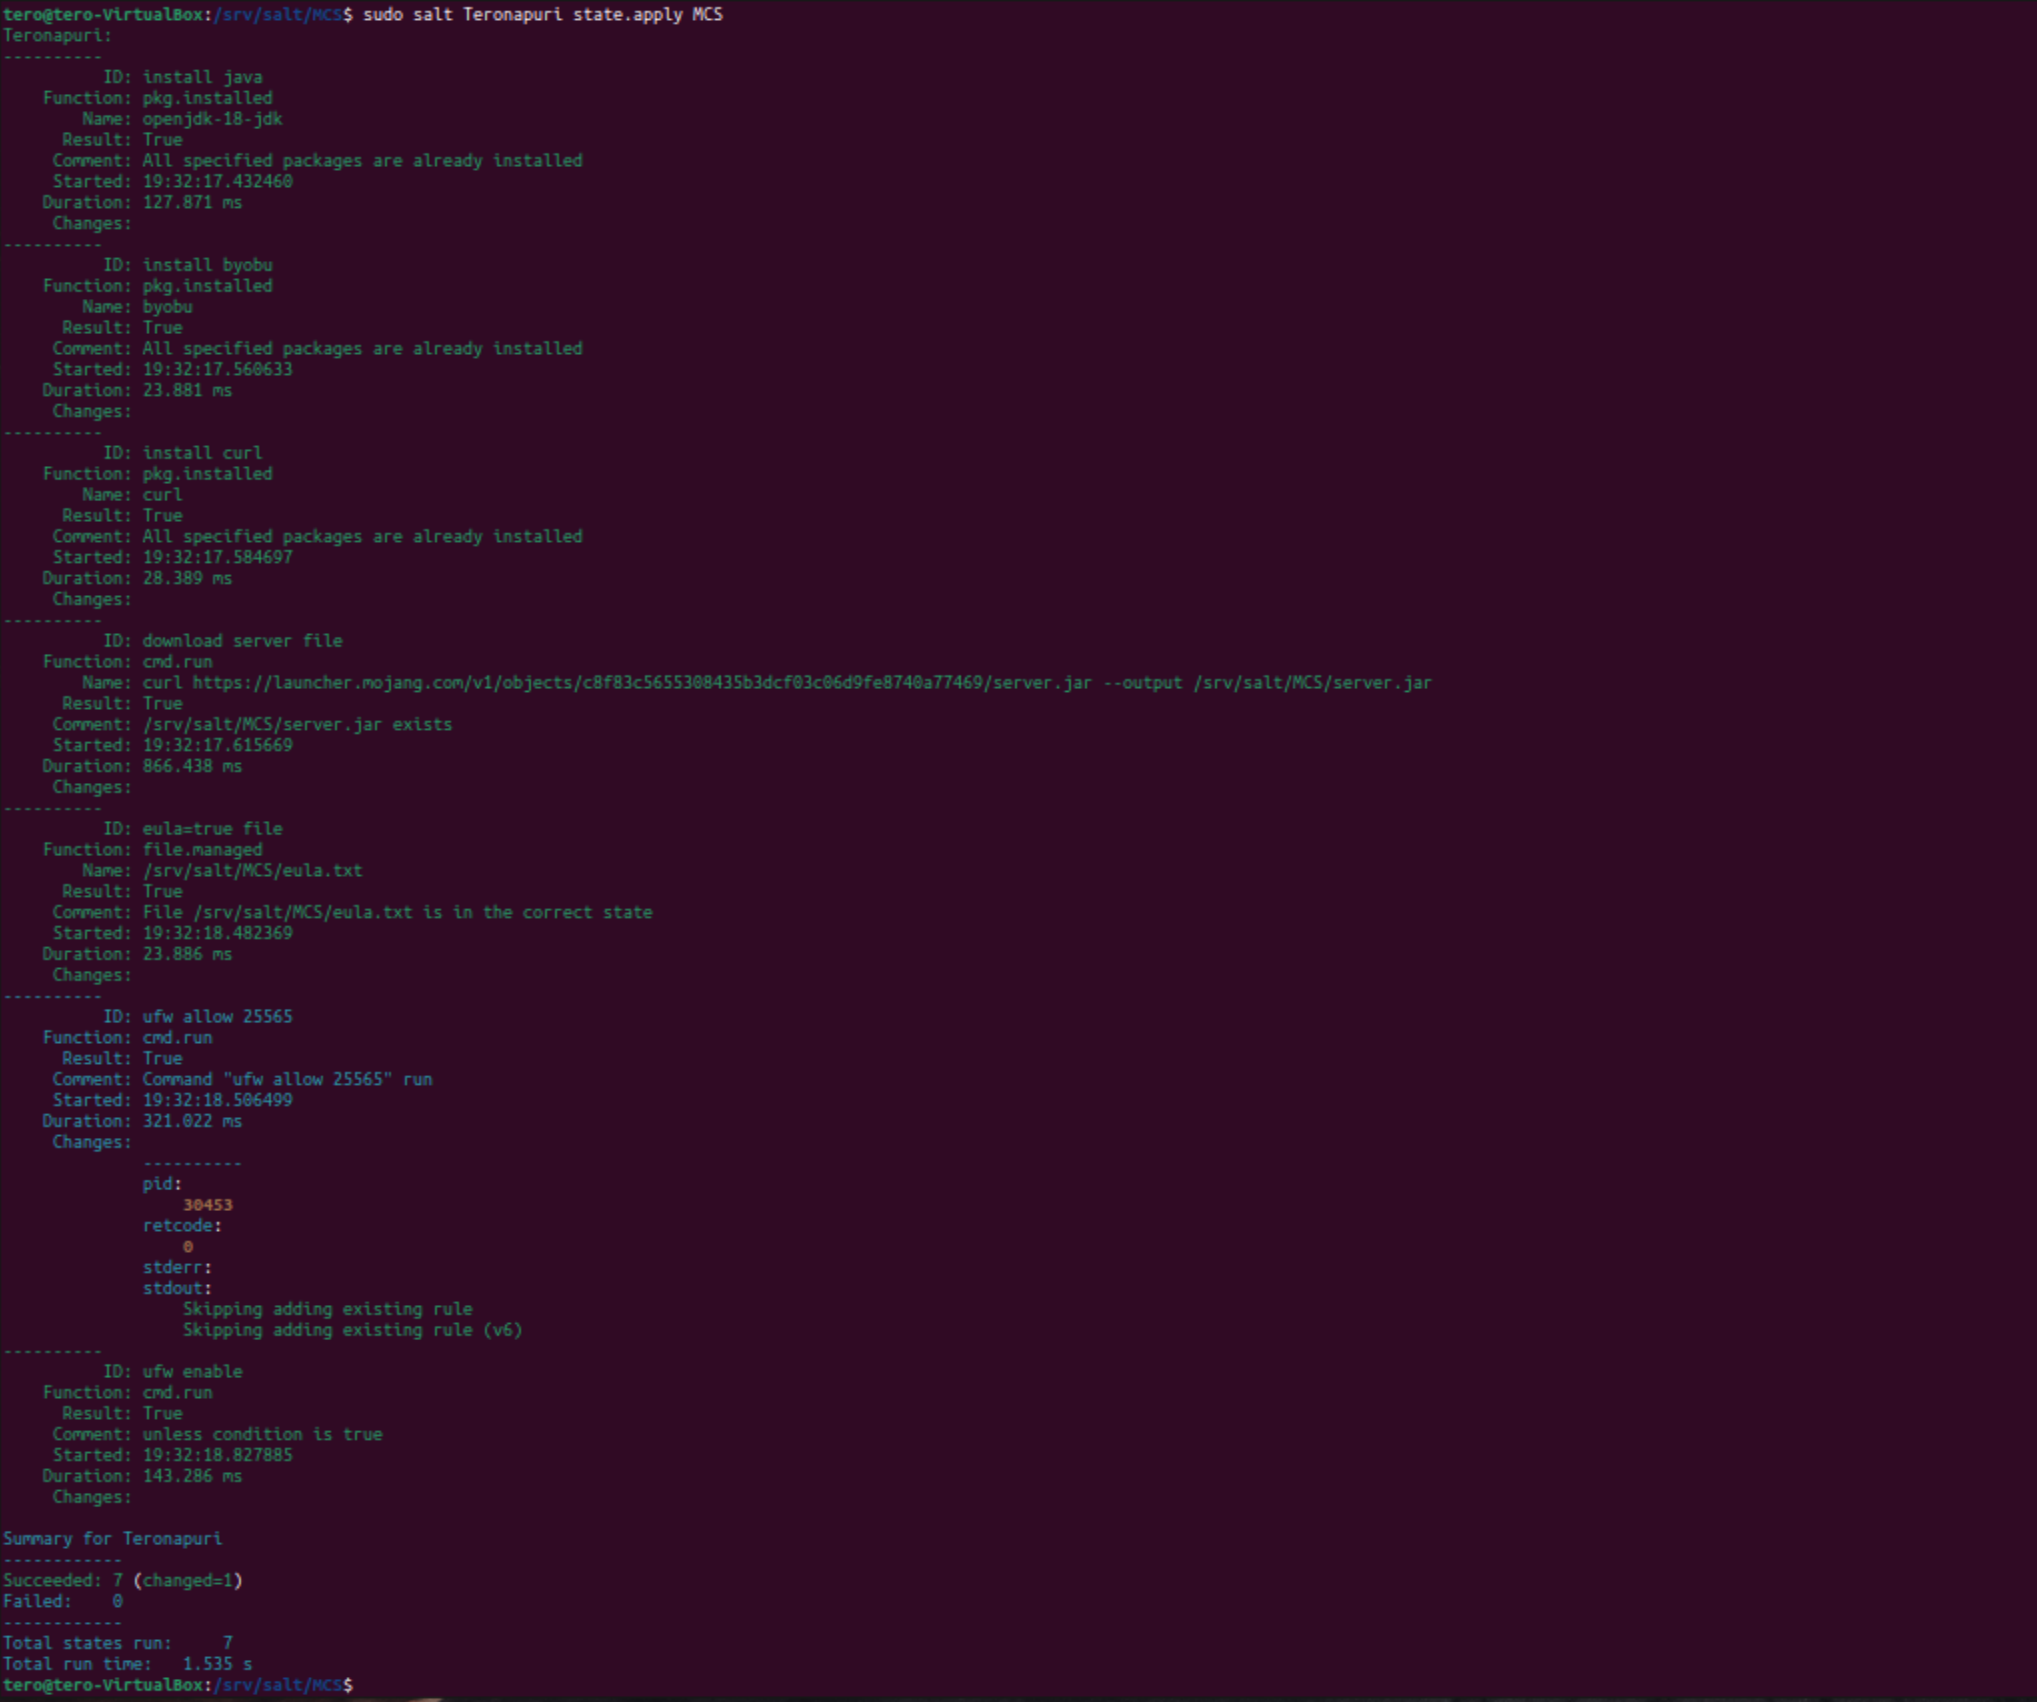 tero@tero-VirtualBox:/srv/salt/MCS$ sudo salt Teronapuri state.apply MCS
Teronapuri:
----------
          ID: install java
    Function: pkg.installed
        Name: openjdk-18-jdk
      Result: True
     Comment: All specified packages are already installed
     Started: 19:32:17.432460
    Duration: 127.871 ms
     Changes:
----------
          ID: install byobu
    Function: pkg.installed
        Name: byobu
      Result: True
     Comment: All specified packages are already installed
     Started: 19:32:17.560633
    Duration: 23.881 ms
     Changes:
----------
          ID: install curl
    Function: pkg.installed
        Name: curl
      Result: True
     Comment: All specified packages are already installed
     Started: 19:32:17.584697
    Duration: 28.389 ms
     Changes:
----------
          ID: download server file
    Function: cmd.run
        Name: curl https://launcher.mojang.com/v1/objects/c8f83c5655308435b3dcf03c06d9fe8740a77469/server.jar --output /srv/salt/MCS/server.jar
      Result: True
     Comment: /srv/salt/MCS/server.jar exists
     Started: 19:32:17.615669
    Duration: 866.438 ms
     Changes:
----------
          ID: eula=true file
    Function: file.managed
        Name: /srv/salt/MCS/eula.txt
      Result: True
     Comment: File /srv/salt/MCS/eula.txt is in the correct state
     Started: 19:32:18.482369
    Duration: 23.886 ms
     Changes:
----------
          ID: ufw allow 25565
    Function: cmd.run
      Result: True
     Comment: Command "ufw allow 25565" run
     Started: 19:32:18.506499
    Duration: 321.022 ms
     Changes:
              ----------
              pid:
                  30453
              retcode:
                  0
              stderr:
              stdout:
                  Skipping adding existing rule
                  Skipping adding existing rule (v6)
----------
          ID: ufw enable
    Function: cmd.run
      Result: True
     Comment: unless condition is true
     Started: 19:32:18.827885
    Duration: 143.286 ms
     Changes:
Summary for Teronapuri
------------
Succeeded: 7 (changed=1)
Failed:    0
------------
Total states run:     7
Total run time:   1.535 s
tero@tero-VirtualBox:/srv/salt/MCS$